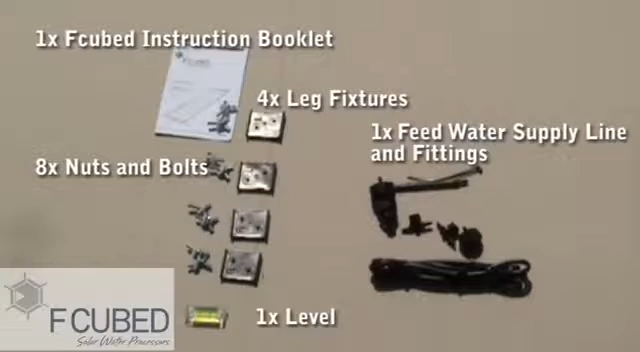 1x Fcubed Instruction Booklet
FCUBED
4x Leg Fixtures
1x Feed Water Supply Line
and Fittings
8x Nuts and Bolts
1x Level
FCUBED
Solar Water Processors